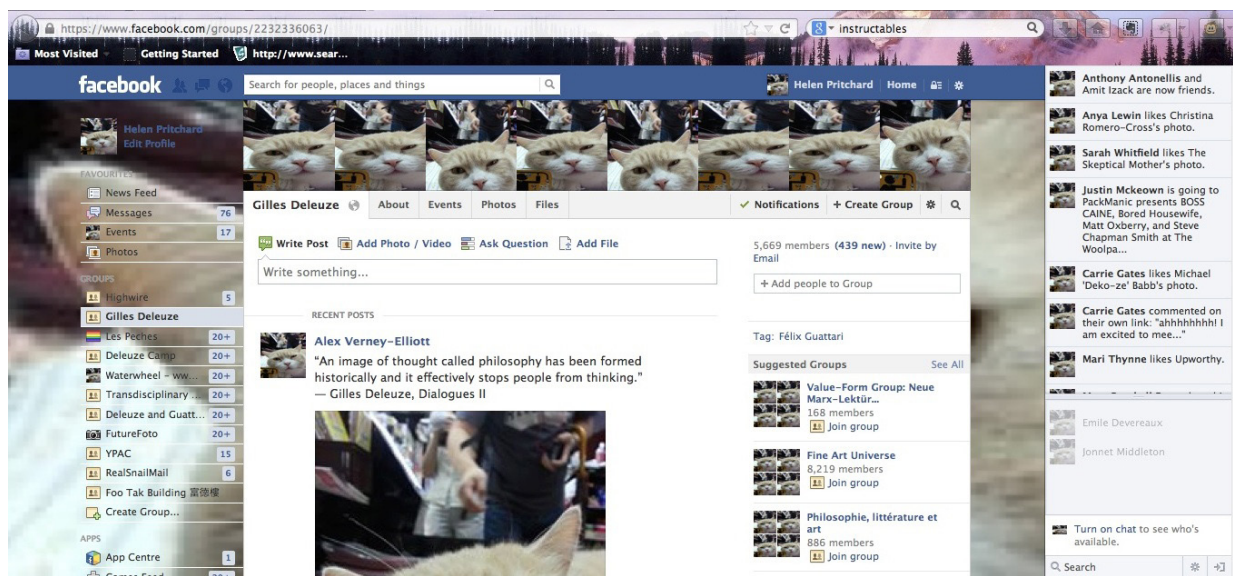 https://www.facebook.com/groups/2232336063/
instructables
Most Visited
Getting Started
http://www.sear...
facebook
Search for people, places and things
Helen Pritchard
Home
Helen Pritchard
Edit Profile
FAVOURITES
News Feed
Messages 76
Events 17
Photos
GROUPS
Highwire 5
Gilles Deleuze
Les Peches 20+
Deleuze Camp 20+
Waterwheel - ww... 20+
Transdisciplinary ... 20+
Deleuze and Guatt... 20+
FutureFoto 20+
YPAC 15
RealSnailMail 6
Foo Tak Building 富德樓
Create Group...
APPS
App Centre 1
Games Feed 20+
Gilles Deleuze
About
Events
Photos
Files
Notifications
+ Create Group
Write Post
Add Photo / Video
Ask Question
Add File
Write something...
RECENT POSTS
Alex Verney-Elliott
“An image of thought called philosophy has been formed
historically and it effectively stops people from thinking.”
— Gilles Deleuze, Dialogues II
5,669 members (439 new) · Invite by
Email
+ Add people to Group
Tag: Félix Guattari
Suggested Groups See All
Value-Form Group: Neue
Marx-Lektür...
168 members
Join group
Fine Art Universe
8,219 members
Join group
Philosophie, littérature et
art
886 members
Join group
Anthony Antonellis and
Amit Izack are now friends.
Anya Lewin likes Christina
Romero-Cross's photo.
Sarah Whitfield likes The
Skeptical Mother's photo.
Justin Mckeown is going to
PackManic presents BOSS
CAINE, Bored Housewife,
Matt Oxberry, and Steve
Chapman Smith at The
Woolpa...
Carrie Gates likes Michael
'Deko-ze' Babb's photo.
Carrie Gates commented on
their own link: "ahhhhhhhh! I
am excited to mee..."
Mari Thynne likes Upworthy.
Emile Devereaux
Jonnet Middleton
Turn on chat to see who's
available.
Search